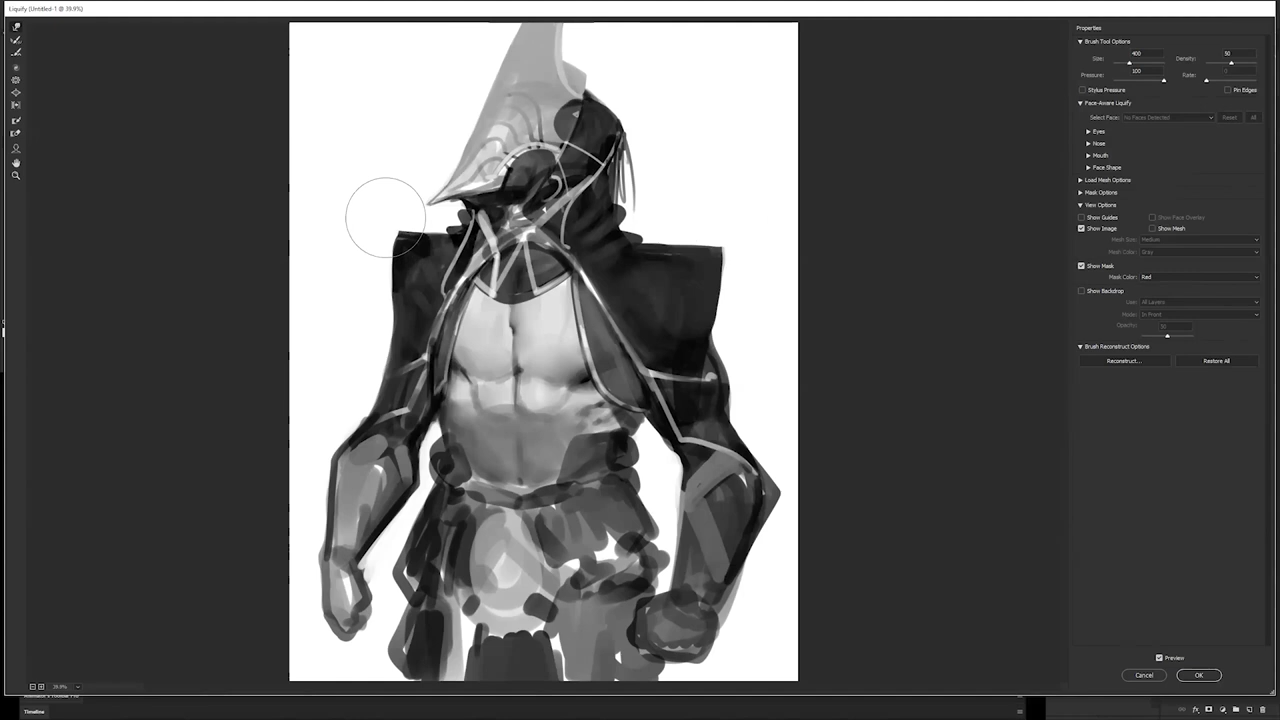 Liquify (Untitled-1 @ 39.9%)
Properties
Brush Tool Options
Size: 400 Density: 50
Pressure: 100 Rate: 0
Stylus Pressure Pin Edges
Face-Aware Liquify
Select Face: No Faces Detected Reset All
Eyes
Nose
Mouth
Face Shape
Load Mesh Options
Mask Options
View Options
Show Guides Show Face Overlay
Show Image Show Mesh
Mesh Size: Medium
Mesh Color: Gray
Show Mask
Mask Color: Red
Show Backdrop
Use: All Layers
Mode: In Front
Opacity: 50
Brush Reconstruct Options
Reconstruct... Restore All
Preview
Cancel OK
39.9%
Timeline